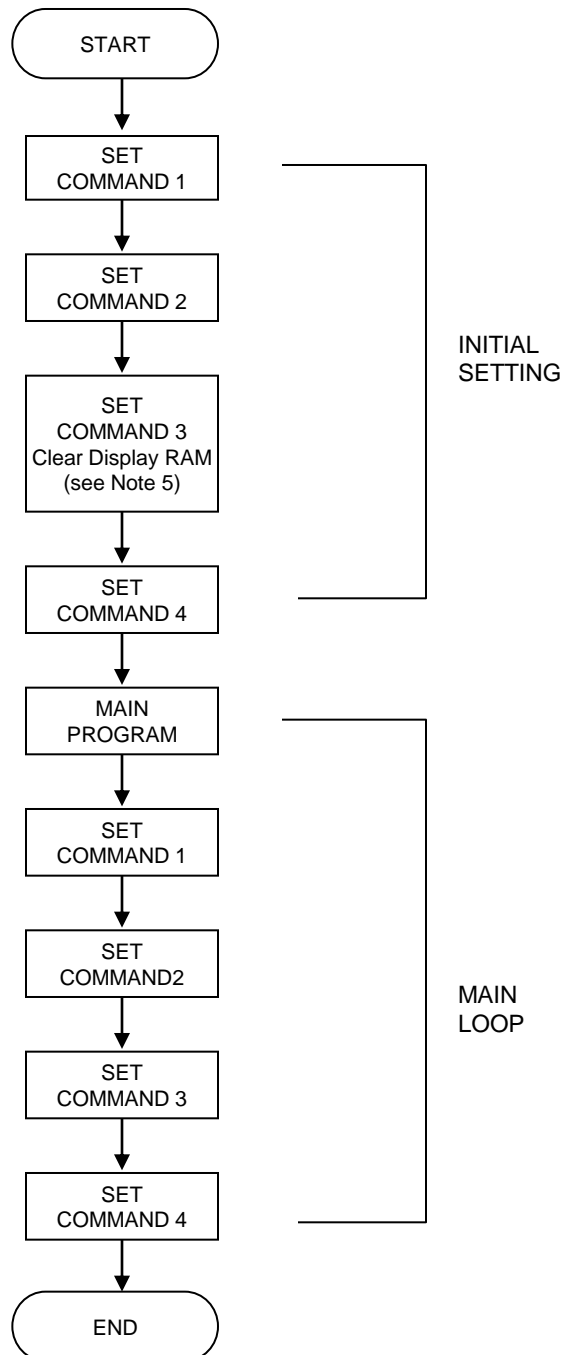 START
SET
COMMAND 1
SET
COMMAND 2
SET
COMMAND 3
Clear Display RAM
(see Note 5)
SET
COMMAND 4
INITIAL
SETTING
MAIN
PROGRAM
SET
COMMAND 1
SET
COMMAND2
SET
COMMAND 3
SET
COMMAND 4
MAIN
LOOP
END